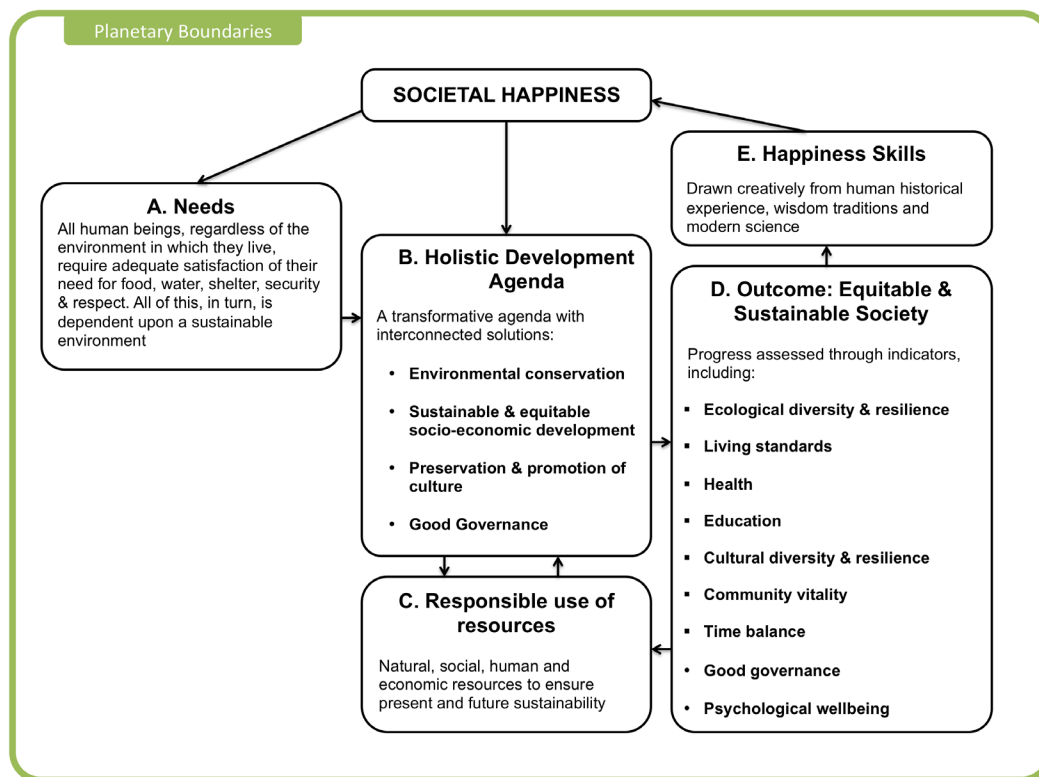 Planetary Boundaries
SOCIETAL HAPPINESS
A. Needs
All human beings, regardless of the
environment in which they live,
require adequate satisfaction of their
need for food, water, shelter, security
& respect. All of this, in turn, is
dependent upon a sustainable
environment
B. Holistic Development
Agenda
A transformative agenda with
interconnected solutions:
• Environmental conservation
• Sustainable & equitable
socio-economic development
• Preservation & promotion of
culture
• Good Governance
C. Responsible use of
resources
Natural, social, human and
economic resources to ensure
present and future sustainability
E. Happiness Skills
Drawn creatively from human historical
experience, wisdom traditions and
modern science
D. Outcome: Equitable &
Sustainable Society
Progress assessed through indicators,
including:
▪ Ecological diversity & resilience
▪ Living standards
▪ Health
▪ Education
▪ Cultural diversity & resilience
▪ Community vitality
▪ Time balance
• Good governance
• Psychological wellbeing